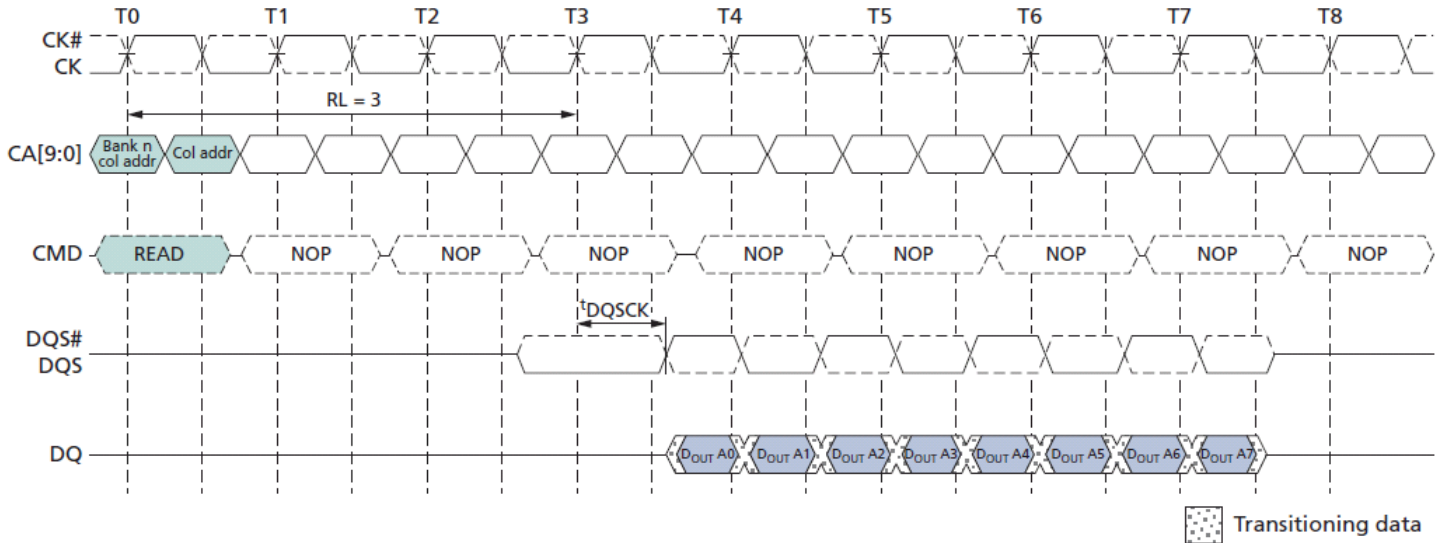 T0 T1 T2 T3 T4 T5 T6 T7 T8
CK#
CK
RL = 3
CA[9:0]
Bank n
col addr
Col addr
CMD
READ NOP NOP NOP NOP NOP NOP NOP NOP
tDQSCK
DQS#
DQS
DQ
DOUT A0 DOUT A1 DOUT A2 DOUT A3 DOUT A4 DOUT A5 DOUT A6 DOUT A7
Transitioning data